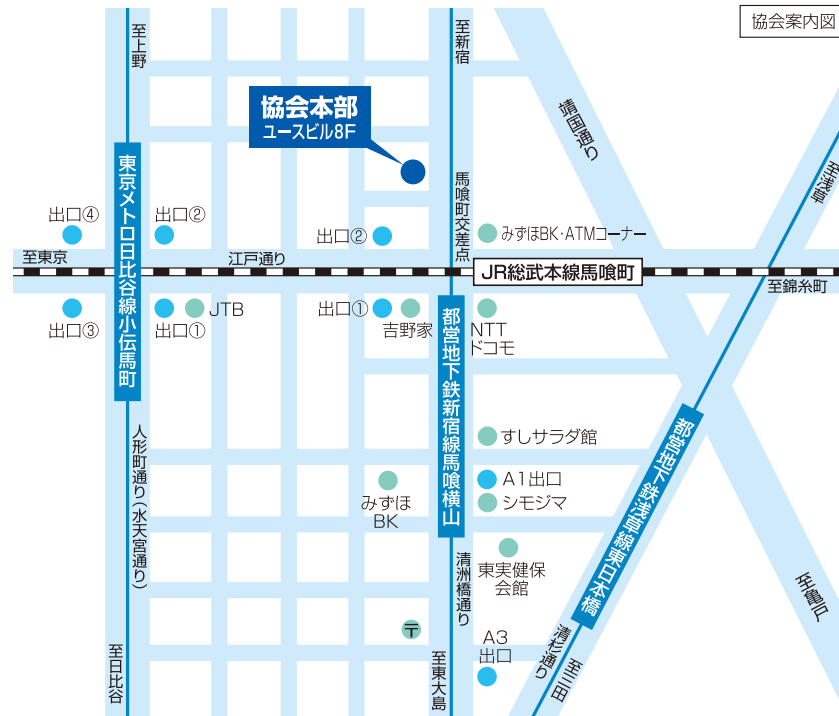 協会案内図
至上野
至新宿
協会本部
ユースビル8F
靖国通り
至浅草
東京メトロ日比谷線小伝馬町
馬喰町交差点
出口④
出口②
出口②
みずほBK・ATMコーナー
至東京
江戸通り
JR総武本線馬喰町
至錦糸町
出口③
出口①
JTB
出口①
吉野家
NTT
ドコモ
都営地下鉄新宿線馬喰横山
人形町通り(水天宮通り)
すしサラダ館
都営地下鉄浅草線東日本橋
みずほ
BK
A1出口
シモジマ
東実健保
会館
清洲橋通り
至亀戸
〒
A3
出口
清杉通り
至三田
至日比谷
至東大島